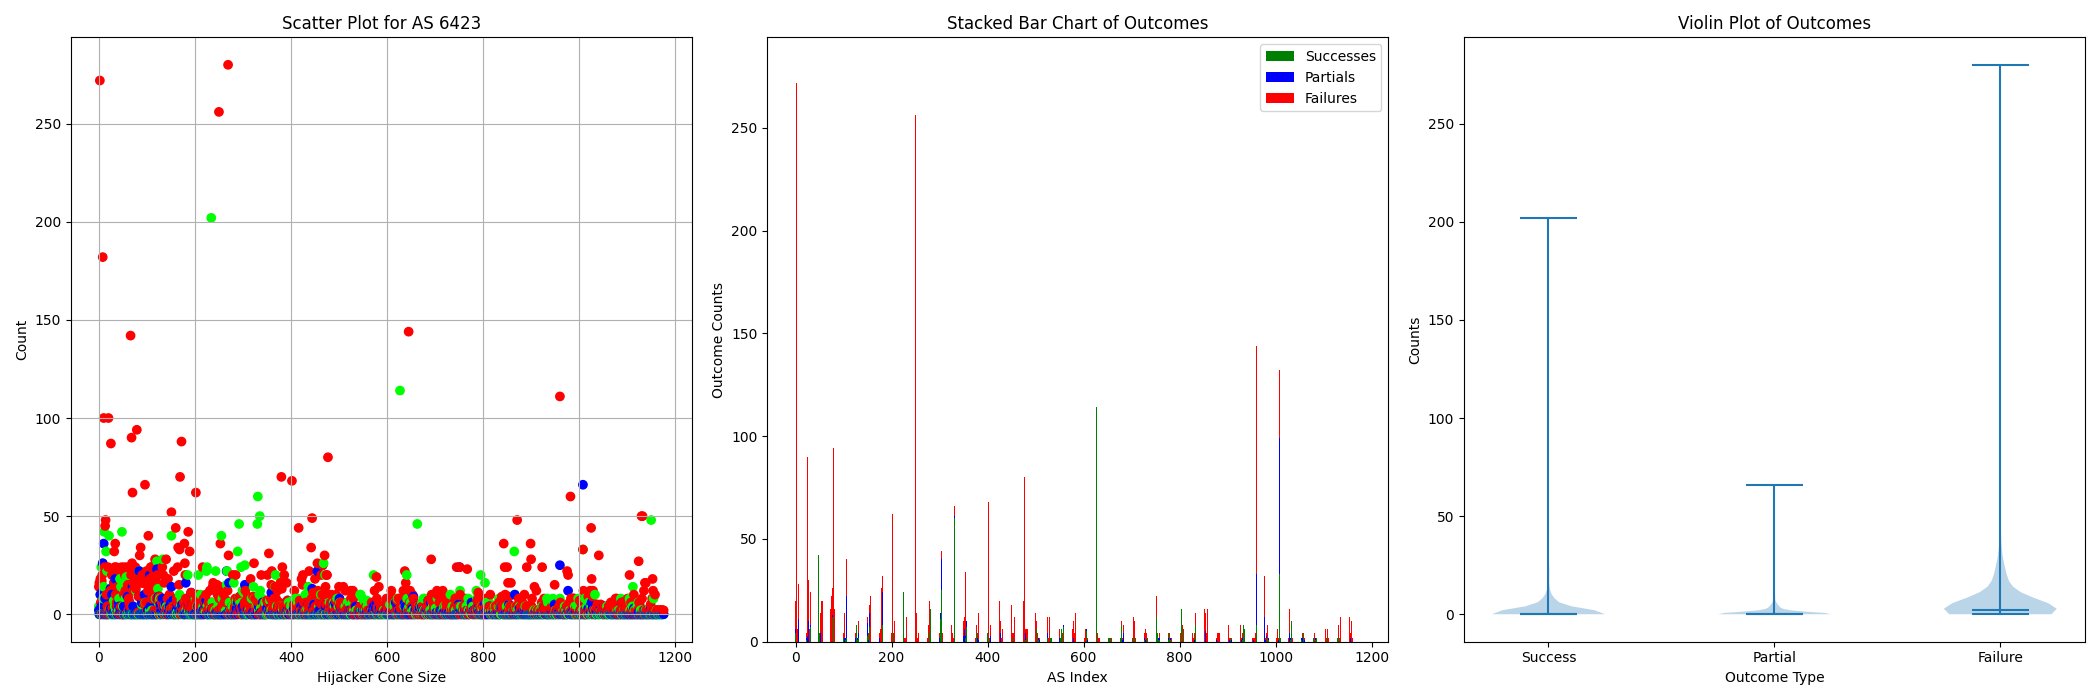 Scatter Plot for AS 6423
Count
250
200
150
100
50
0
0 200 400 600 800 1000 1200
Hijacker Cone Size
Stacked Bar Chart of Outcomes
Successes
Partials
Failures
Outcome Counts
250
200
150
100
50
0
0 200 400 600 800 1000 1200
AS Index
Violin Plot of Outcomes
Counts
250
200
150
100
50
0
Success Partial Failure
Outcome Type